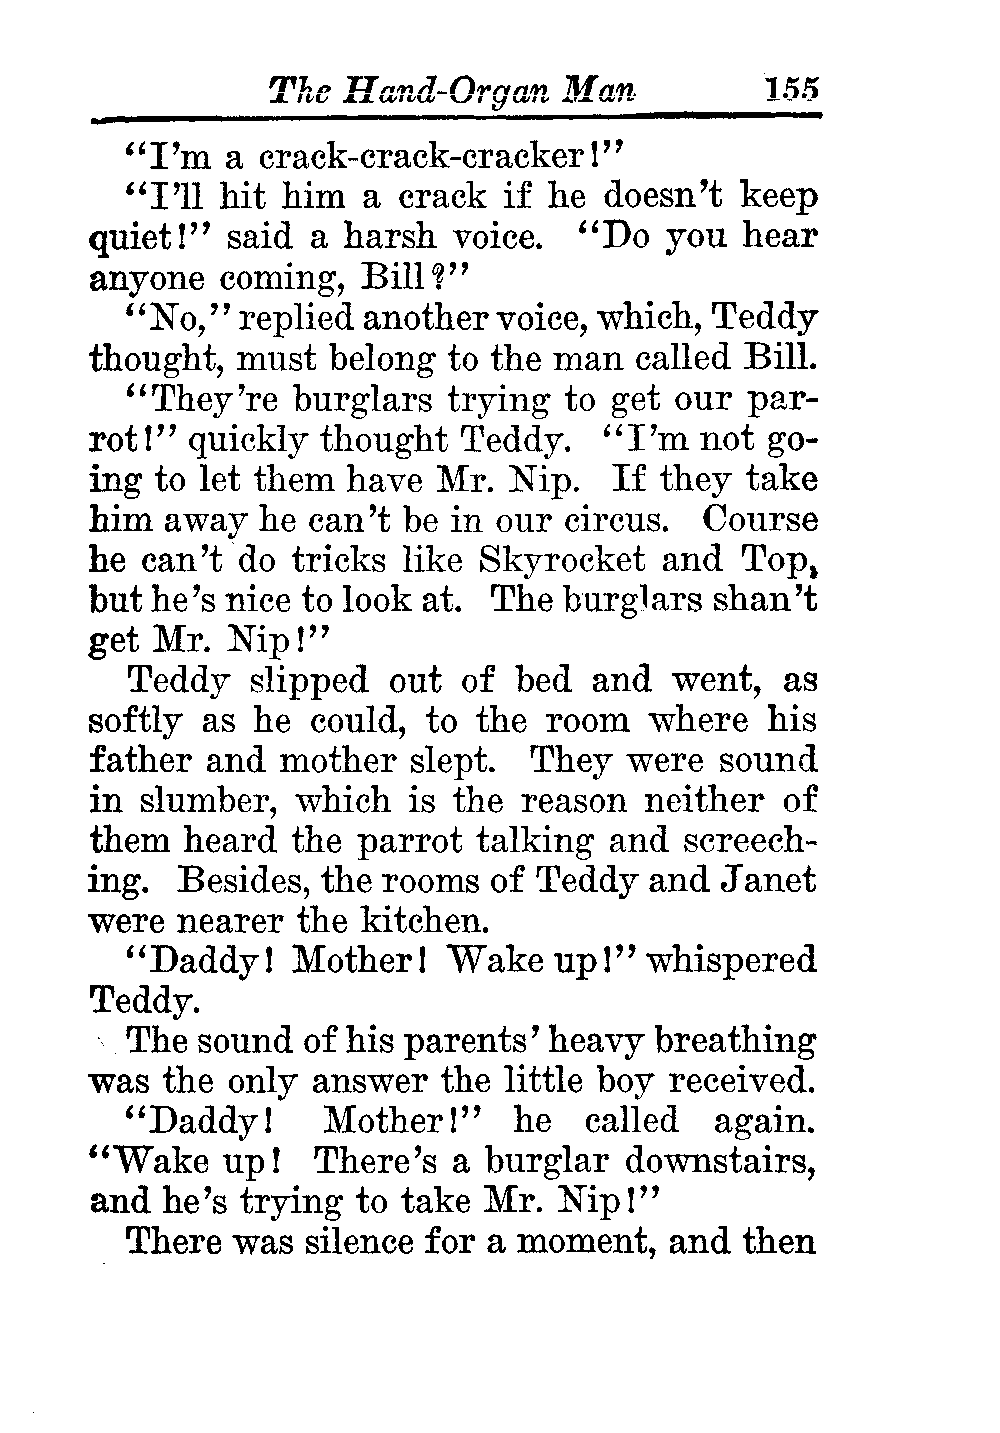 The Hand-Organ Man 155
“I’m a crack-crack-cracker!”
“I’ll hit him a crack if he doesn’t keep
quiet!” said a harsh voice. “Do you hear
anyone coming, Bill?”
“No,” replied another voice, which, Teddy
thought, must belong to the man called Bill.
“They’re burglars trying to get our par-
rot!” quickly thought Teddy. “I’m not go-
ing to let them have Mr. Nip. If they take
him away he can’t be in our circus. Course
he can’t do tricks like Skyrocket and Top,
but he’s nice to look at. The burglars shan’t
get Mr. Nip!”
Teddy slipped out of bed and went, as
softly as he could, to the room where his
father and mother slept. They were sound
in slumber, which is the reason neither of
them heard the parrot talking and screech-
ing. Besides, the rooms of Teddy and Janet
were nearer the kitchen.
“Daddy! Mother! Wake up!” whispered
Teddy.
The sound of his parents’ heavy breathing
was the only answer the little boy received.
“Daddy! Mother!” he called again.
“Wake up! There’s a burglar downstairs,
and he’s trying to take Mr. Nip!”
There was silence for a moment, and then